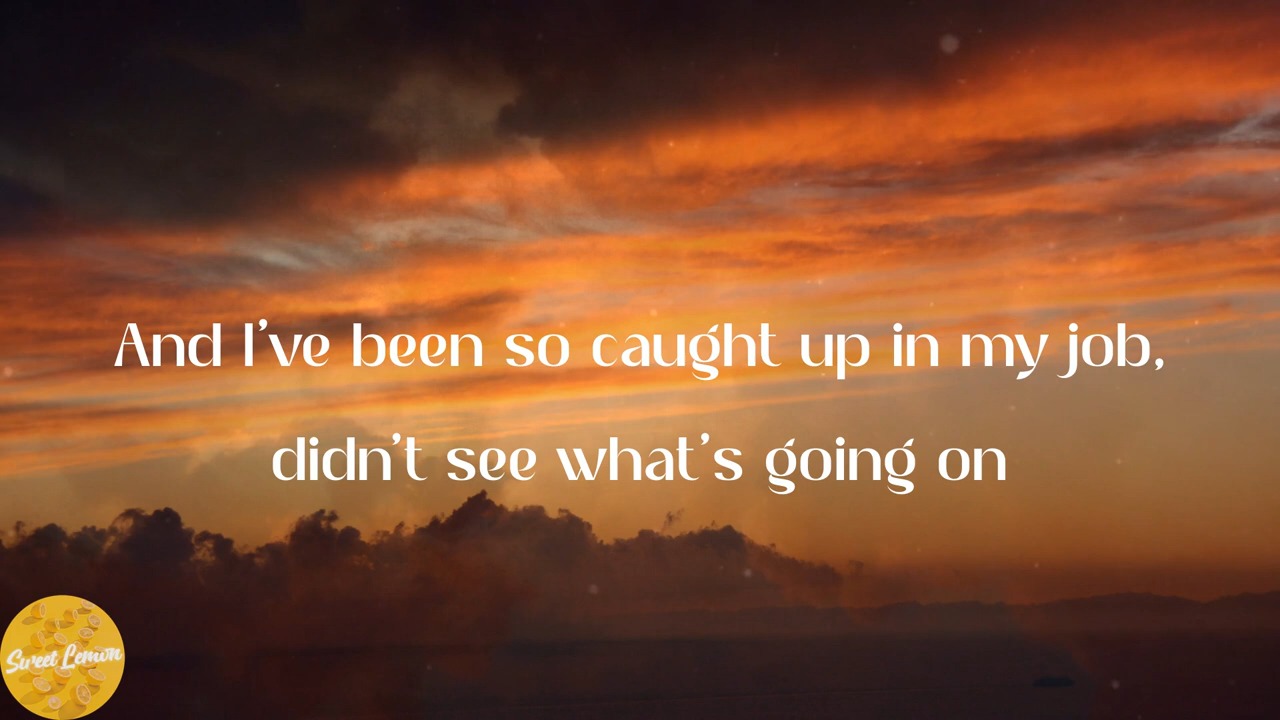 And I've been so caught up in my job,
didn't see what's going on
Sweet Lemon